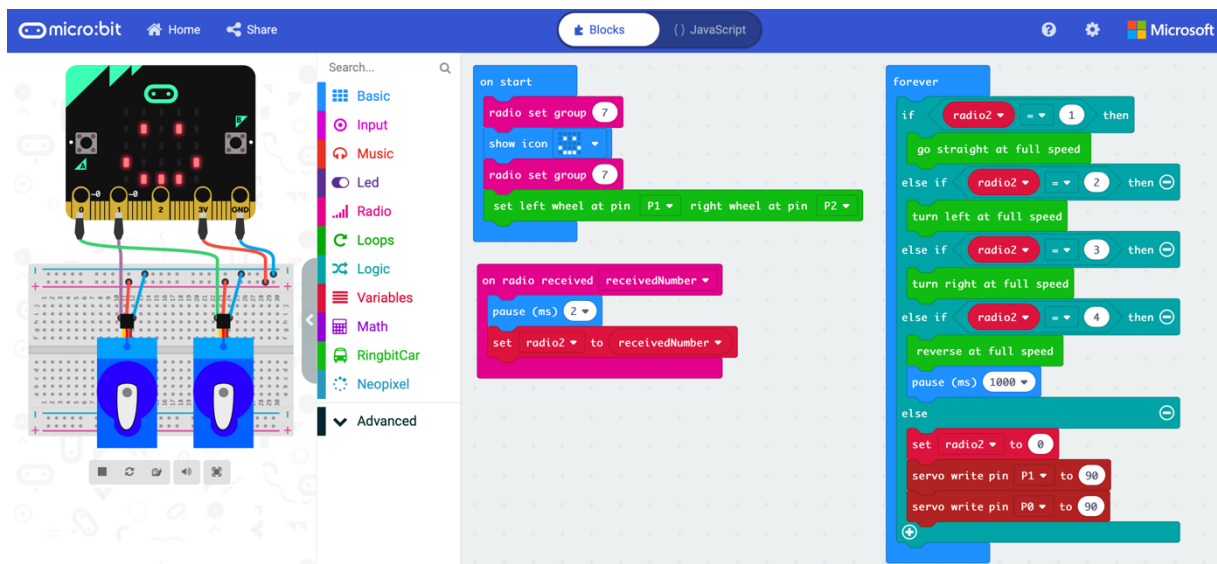 micro:bit Home Share Blocks {} JavaScript ? Microsoft
A B
~0 ~0
0 1 2 3V GND
Search...
Basic
Input
Music
Led
Radio
Loops
Logic
Variables
Math
RingbitCar
Neopixel
Advanced
on start
radio set group 7
show icon
radio set group 7
set left wheel at pin P1 right wheel at pin P2
on radio received receivedNumber
pause (ms) 2
set radio2 to receivedNumber
forever
if radio2 = 1 then
go straight at full speed
else if radio2 = 2 then
turn left at full speed
else if radio2 = 3 then
turn right at full speed
else if radio2 = 4 then
reverse at full speed
pause (ms) 1000
else
set radio2 to 0
servo write pin P1 to 90
servo write pin P0 to 90